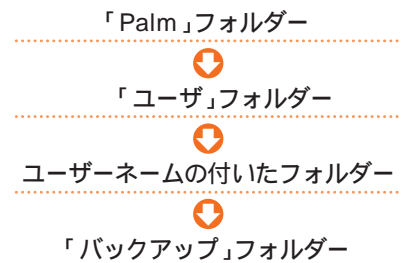 「Palm」フォルダー
「ユーザ」フォルダー
ユーザーネームの付いたフォルダー
「バックアップ」フォルダー